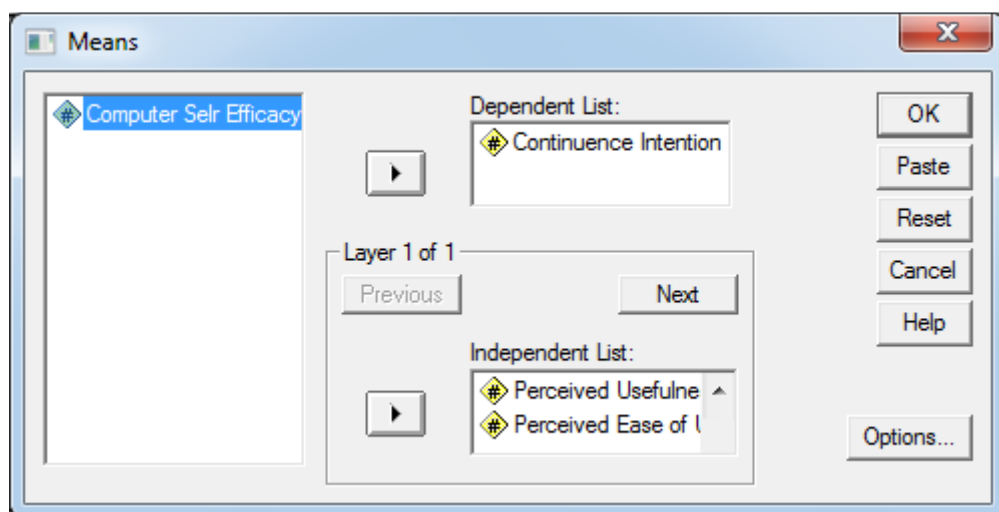 Means
Computer Selr Efficacy
Dependent List:
Continuence Intention
Layer 1 of 1
Previous
Next
Independent List:
Perceived Usefulne
Perceived Ease of U
OK
Paste
Reset
Cancel
Help
Options...